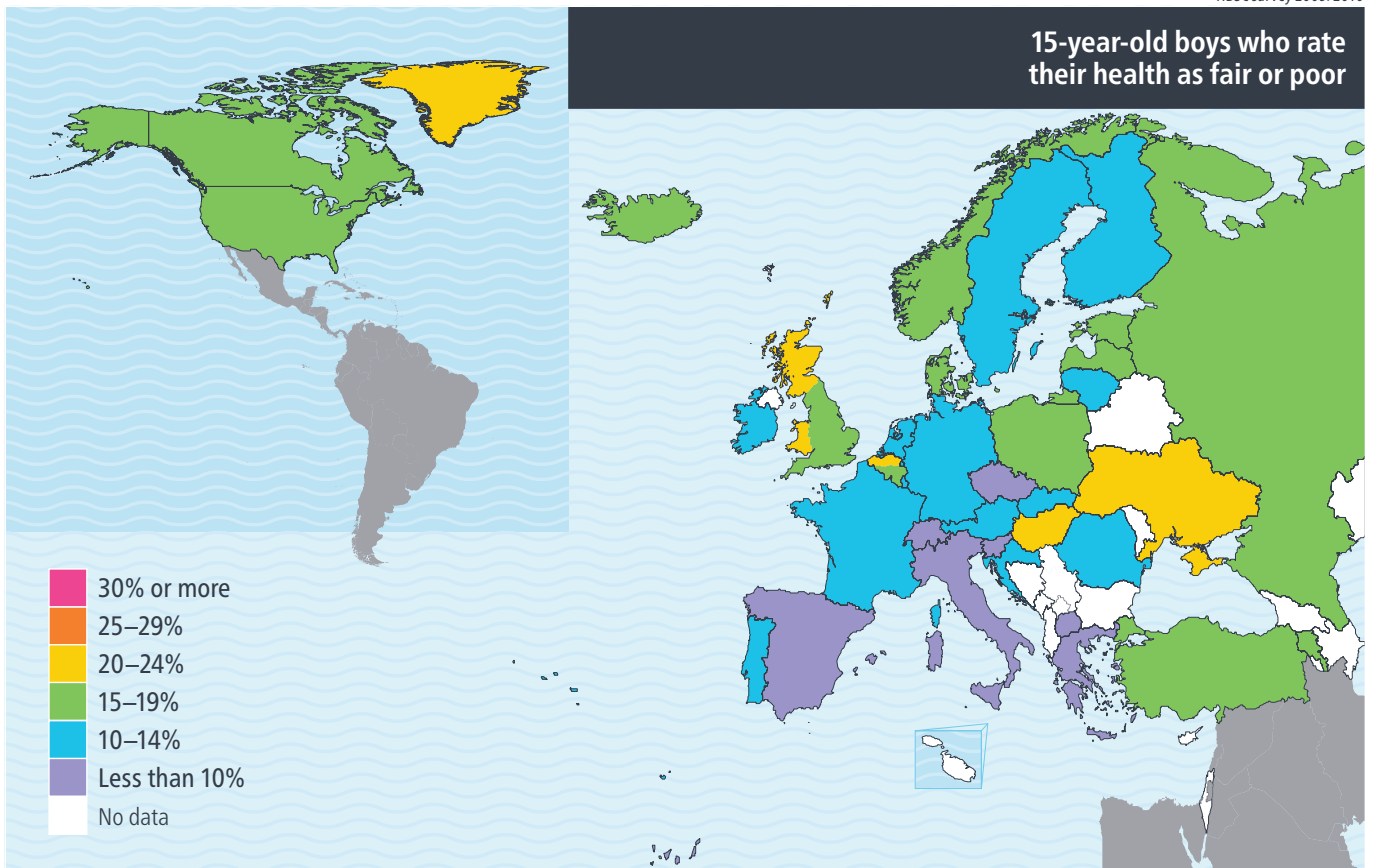 15-year-old boys who rate
their health as fair or poor
30% or more
25–29%
20–24%
15–19%
10–14%
Less than 10%
No data